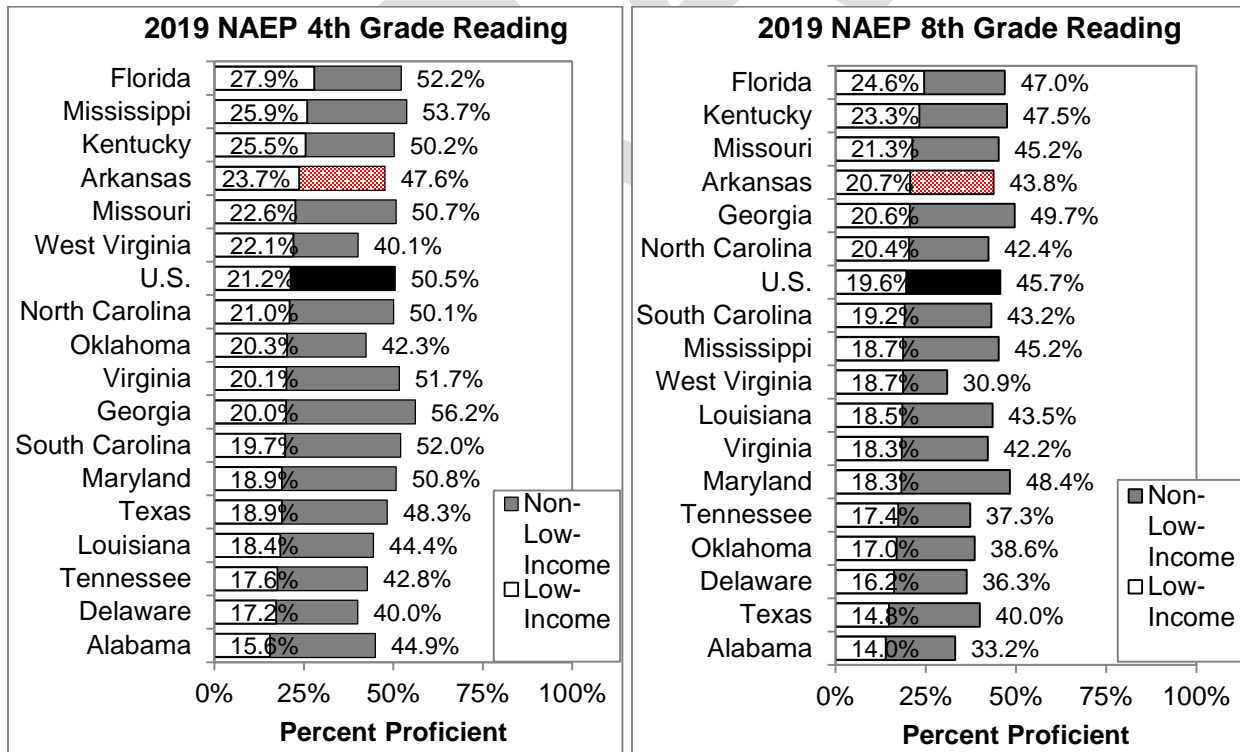 2019 NAEP 4th Grade Reading
Florida 27.9% 52.2%
Mississippi 25.9% 53.7%
Kentucky 25.5% 50.2%
Arkansas 23.7% 47.6%
Missouri 22.6% 50.7%
West Virginia 22.1% 40.1%
U.S. 21.2% 50.5%
North Carolina 21.0% 50.1%
Oklahoma 20.3% 42.3%
Virginia 20.1% 51.7%
Georgia 20.0% 56.2%
South Carolina 19.7% 52.0%
Maryland 18.9% 50.8%
Texas 18.9% 48.3%
Louisiana 18.4% 44.4%
Tennessee 17.6% 42.8%
Delaware 17.2% 40.0%
Alabama 15.6% 44.9%
Non-
Low-
Income
Low-
Income
0% 25% 50% 75% 100%
Percent Proficient
2019 NAEP 8th Grade Reading
Florida 24.6% 47.0%
Kentucky 23.3% 47.5%
Missouri 21.3% 45.2%
Arkansas 20.7% 43.8%
Georgia 20.6% 49.7%
North Carolina 20.4% 42.4%
U.S. 19.6% 45.7%
South Carolina 19.2% 43.2%
Mississippi 18.7% 45.2%
West Virginia 18.7% 30.9%
Louisiana 18.5% 43.5%
Virginia 18.3% 42.2%
Maryland 18.3% 48.4%
Tennessee 17.4% 37.3%
Oklahoma 17.0% 38.6%
Delaware 16.2% 36.3%
Texas 14.8% 40.0%
Alabama 14.0% 33.2%
Non-
Low-
Income
Low-
Income
0% 25% 50% 75% 100%
Percent Proficient